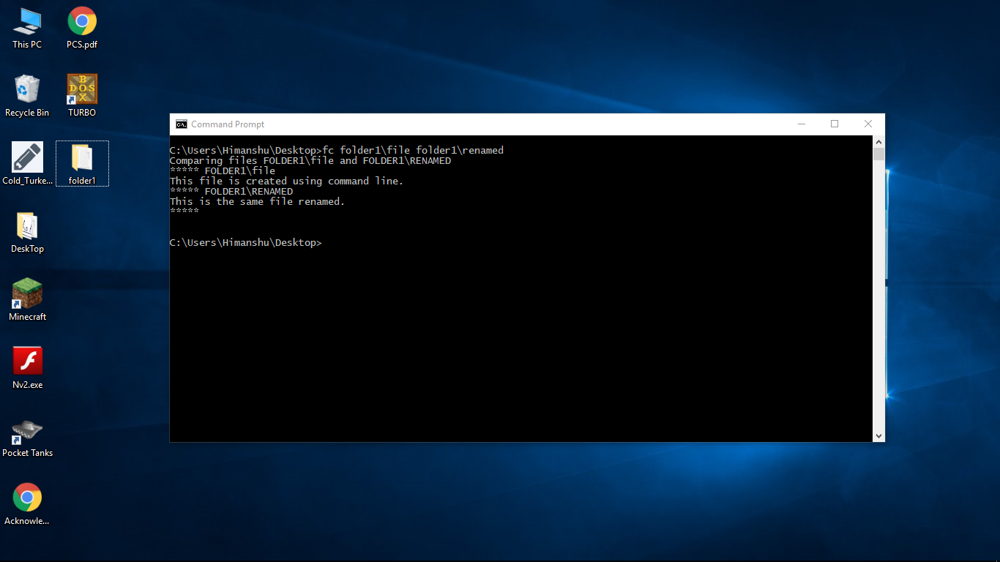 This PC
PCS.pdf
Recycle Bin
B
DOS
X
TURBO
Cold_Turke...
folder1
DeskTop
Minecraft
Nv2.exe
Pocket Tanks
Acknowle...
C:\.
Command Prompt
C:\Users\Himanshu\Desktop>fc folder1\file folder1\renamed
Comparing files FOLDER1\file and FOLDER1\RENAMED
***** FOLDER1\file
This file is created using command line.
***** FOLDER1\RENAMED
This is the same file renamed.
*****
C:\Users\Himanshu\Desktop>